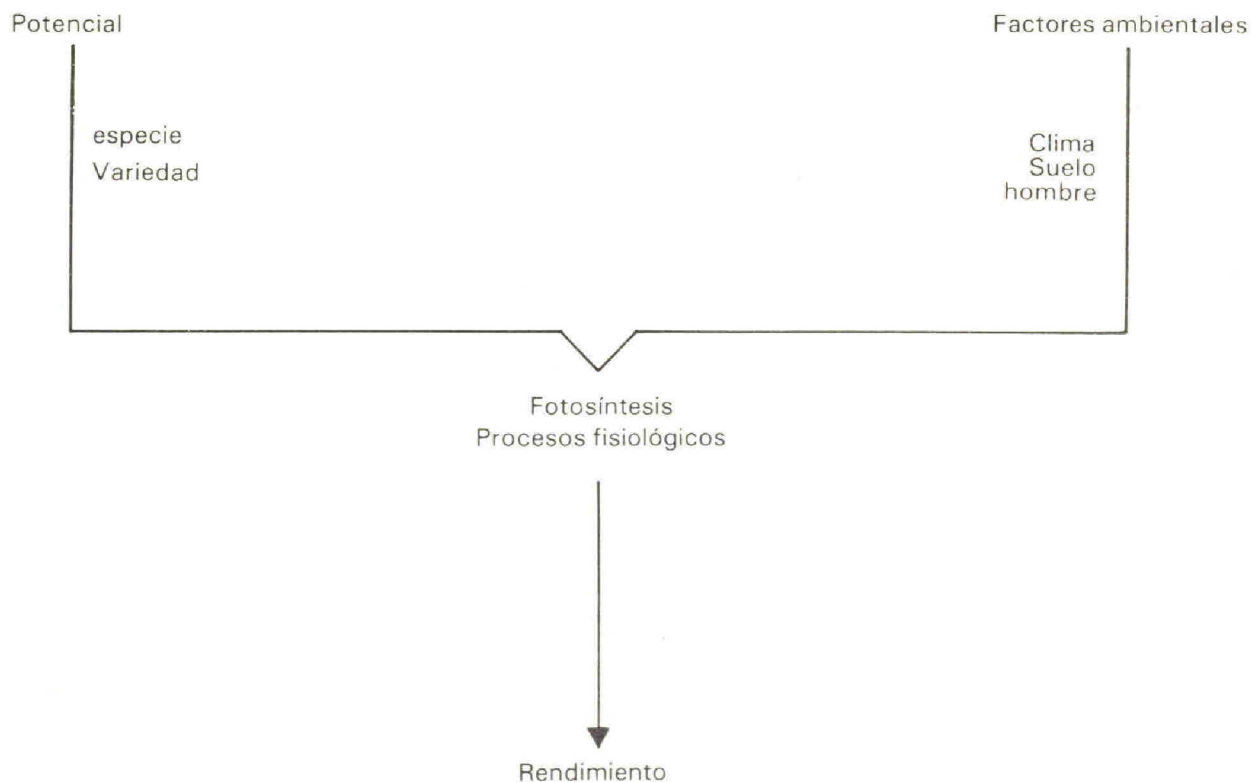 Potencial
Factores ambientales
especie
Variedad
Clima
Suelo
hombre
Fotosíntesis
Procesos fisiológicos
Rendimiento